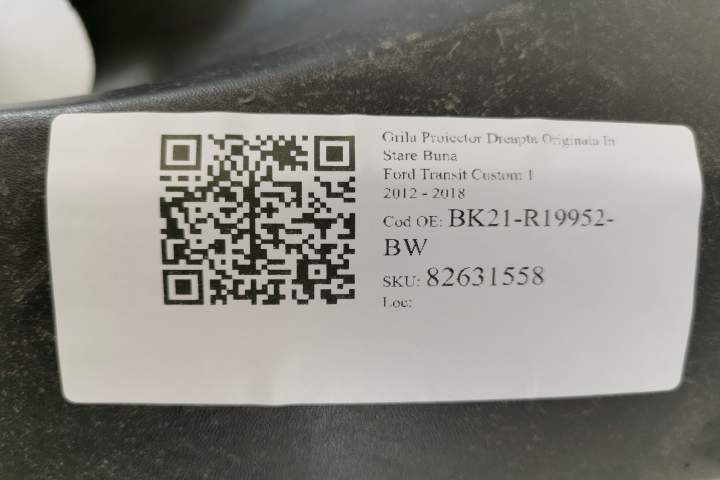 Grila Proiector Dreapta Originala In
Stare Buna
Ford Transit Custom 1
2012 - 2018
Cod OE: BK21-R19952-
BW
SKU: 82631558
Loc: